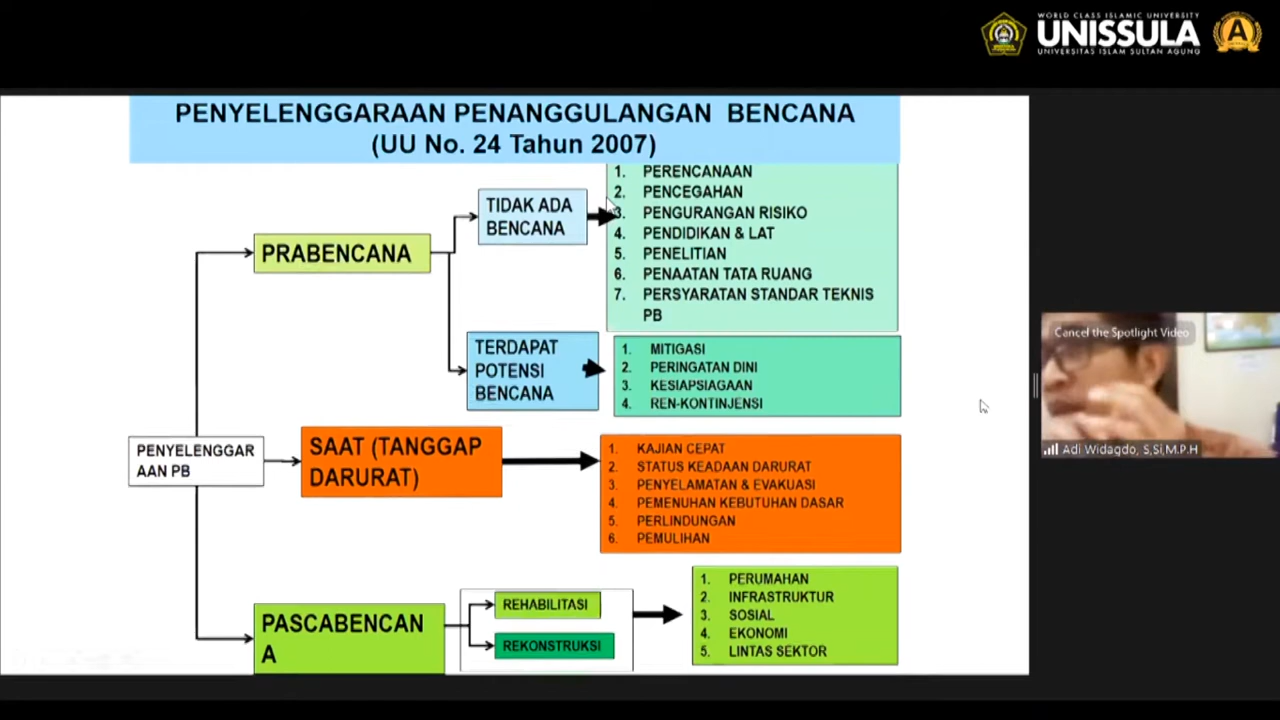 WORLD CLASS ISLAMIC UNIVERSITY
UNISSULA
UNIVERSITAS ISLAM SULTAN AGUNG
A
PENYELENGGARAAN PENANGGULANGAN BENCANA
(UU No. 24 Tahun 2007)
PRABENCANA
TIDAK ADA
BENCANA
1. PERENCANAAN
2. PENCEGAHAN
3. PENGURANGAN RISIKO
4. PENDIDIKAN & LAT
5. PENELITIAN
6. PENAATAN TATA RUANG
7. PERSYARATAN STANDAR TEKNIS
PB
TERDAPAT
POTENSI
BENCANA
1. MITIGASI
2. PERINGATAN DINI
3. KESIAPSIAGAAN
4. REN-KONTINJENSI
PENYELENGGAR
AAN PB
SAAT (TANGGAP
DARURAT)
1. KAJIAN CEPAT
2. STATUS KEADAAN DARURAT
3. PENYELAMATAN & EVAKUASI
4. PEMENUHAN KEBUTUHAN DASAR
5. PERLINDUNGAN
6. PEMULIHAN
PASCABENCAN
A
REHABILITASI
REKONSTRUKSI
1. PERUMAHAN
2. INFRASTRUKTUR
3. SOSIAL
4. EKONOMI
5. LINTAS SEKTOR
Cancel the Spotlight Video
Adi Widagdo, S,Si,M.P.H